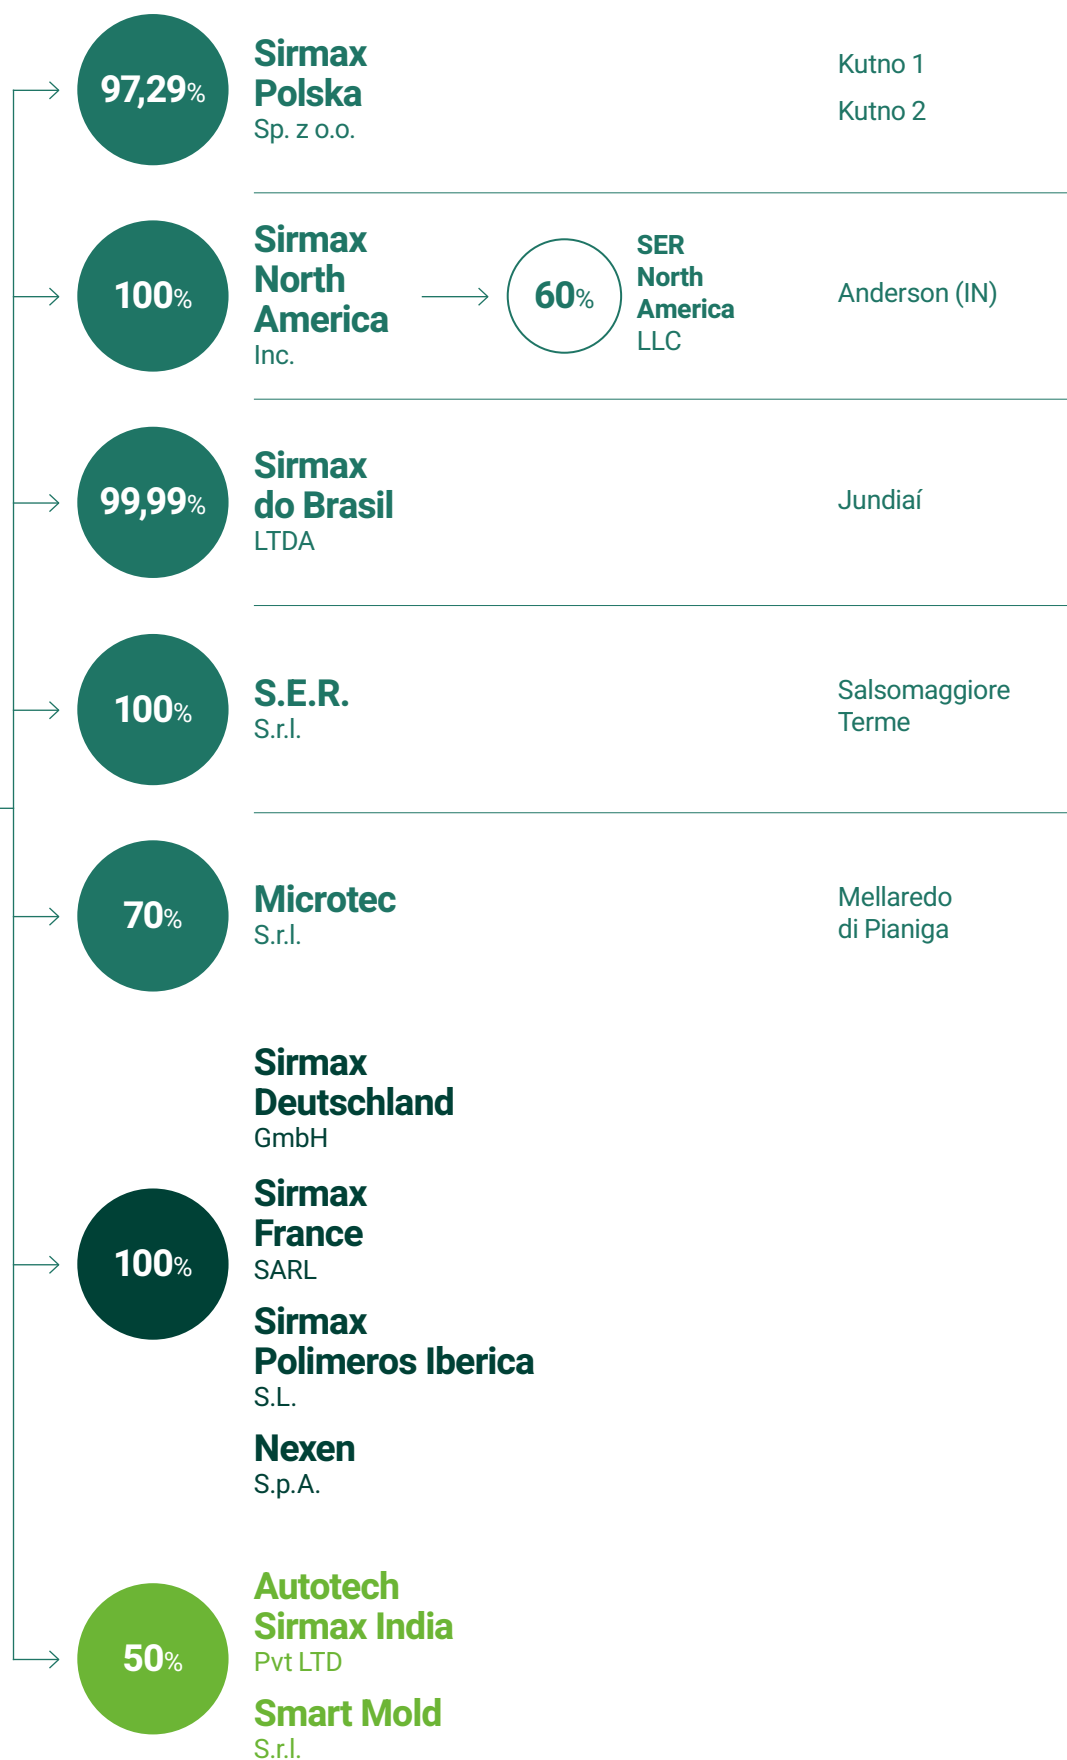 97,29%
Sirmax
Polska
Sp. z o.o.
Kutno 1
Kutno 2
100%
Sirmax
North
America
Inc.
60%
SER
North
America
LLC
Anderson (IN)
99,99%
Sirmax
do Brasil
LTDA
Jundiaí
100%
S.E.R.
S.r.l.
Salsomaggiore
Terme
70%
Microtec
S.r.l.
Mellaredo
di Pianiga
100%
Sirmax
Deutschland
GmbH
Sirmax
France
SARL
Sirmax
Polimeros Iberica
S.L.
Nexen
S.p.A.
50%
Autotech
Sirmax India
Pvt LTD
Smart Mold
S.r.l.